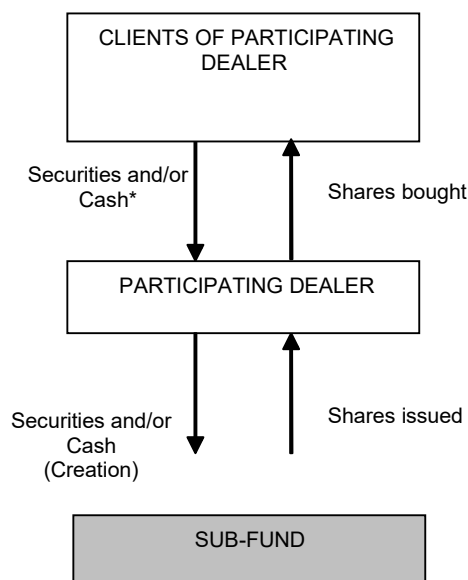 CLIENTS OF PARTICIPATING
DEALER
Securities and/or
Cash*
Shares bought
PARTICIPATING DEALER
Securities and/or
Cash
(Creation)
Shares issued
SUB-FUND